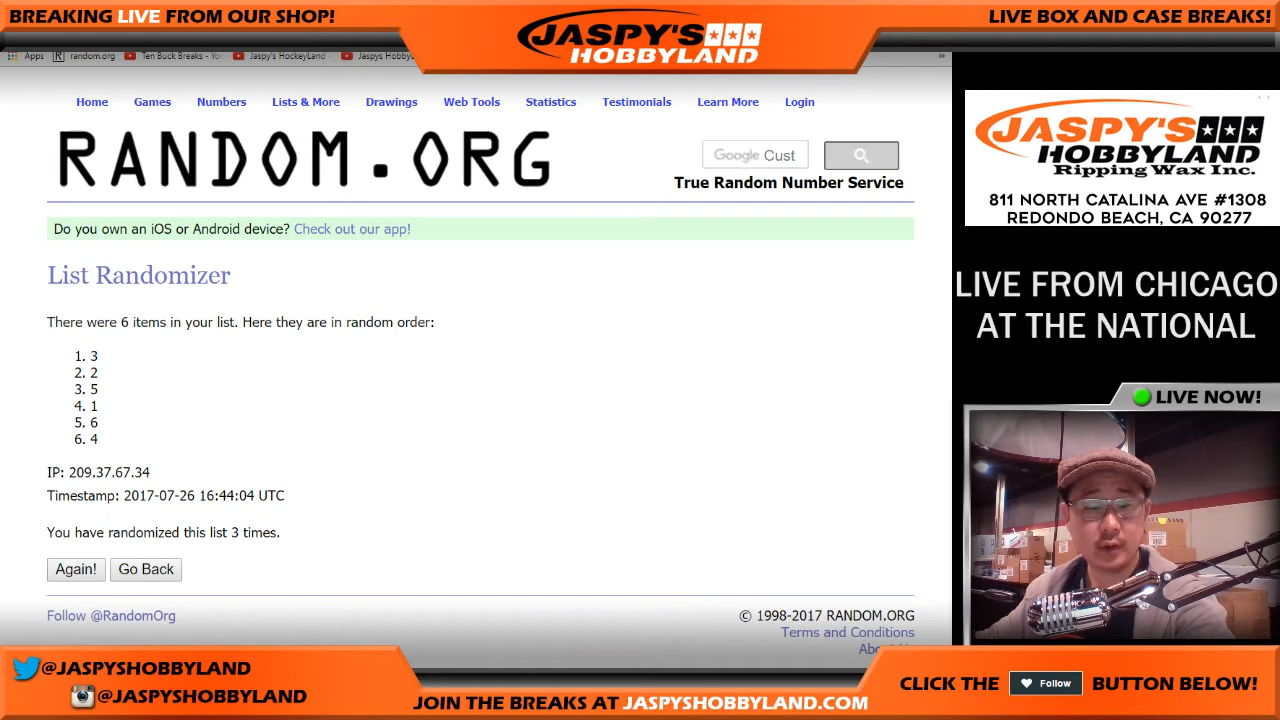 BREAKING LIVE FROM OUR SHOP!
JASPY'S
HOBBYLAND
LIVE BOX AND CASE BREAKS!
Apps random.org Ten Buck Breaks - Jaspy's HockeyLand Jaspys
Home Games Numbers Lists & More Drawings Web Tools Statistics Testimonials Learn More Login
RANDOM.ORG
Google Cust
True Random Number Service
Do you own an iOS or Android device? Check out our app!
List Randomizer
There were 6 items in your list. Here they are in random order:
1. 3
2. 2
3. 5
4. 1
5. 6
6. 4
IP: 209.37.67.34
Timestamp: 2017-07-26 16:44:04 UTC
You have randomized this list 3 times.
Again! Go Back
Follow @RandomOrg
© 1998-2017 RANDOM.ORG
Terms and Conditions
JASPY'S
HOBBYLAND
Ripping Wax Inc.
811 NORTH CATALINA AVE #1308
REDONDO BEACH, CA 90277
LIVE FROM CHICAGO
AT THE NATIONAL
LIVE NOW!
@JASPYSHOBBYLAND
@JASPYSHOBBYLAND
JOIN THE BREAKS AT JASPYSHOBBYLAND.COM
CLICK THE Follow BUTTON BELOW!